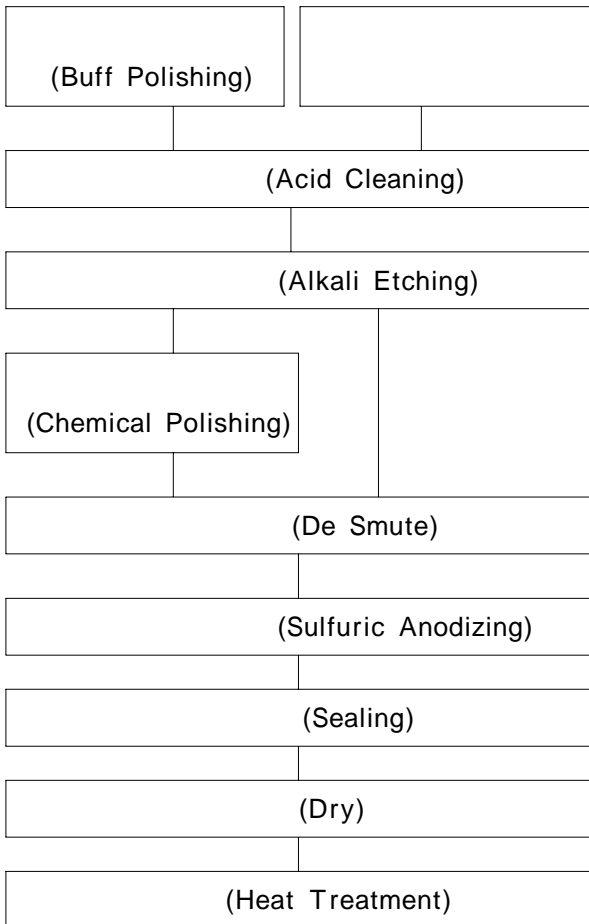 (Buff Polishing)
(Acid Cleaning)
(Alkali Etching)
(Chemical Polishing)
(De Smute)
(Sulfuric Anodizing)
(Sealing)
(Dry)
(Heat Treatment)